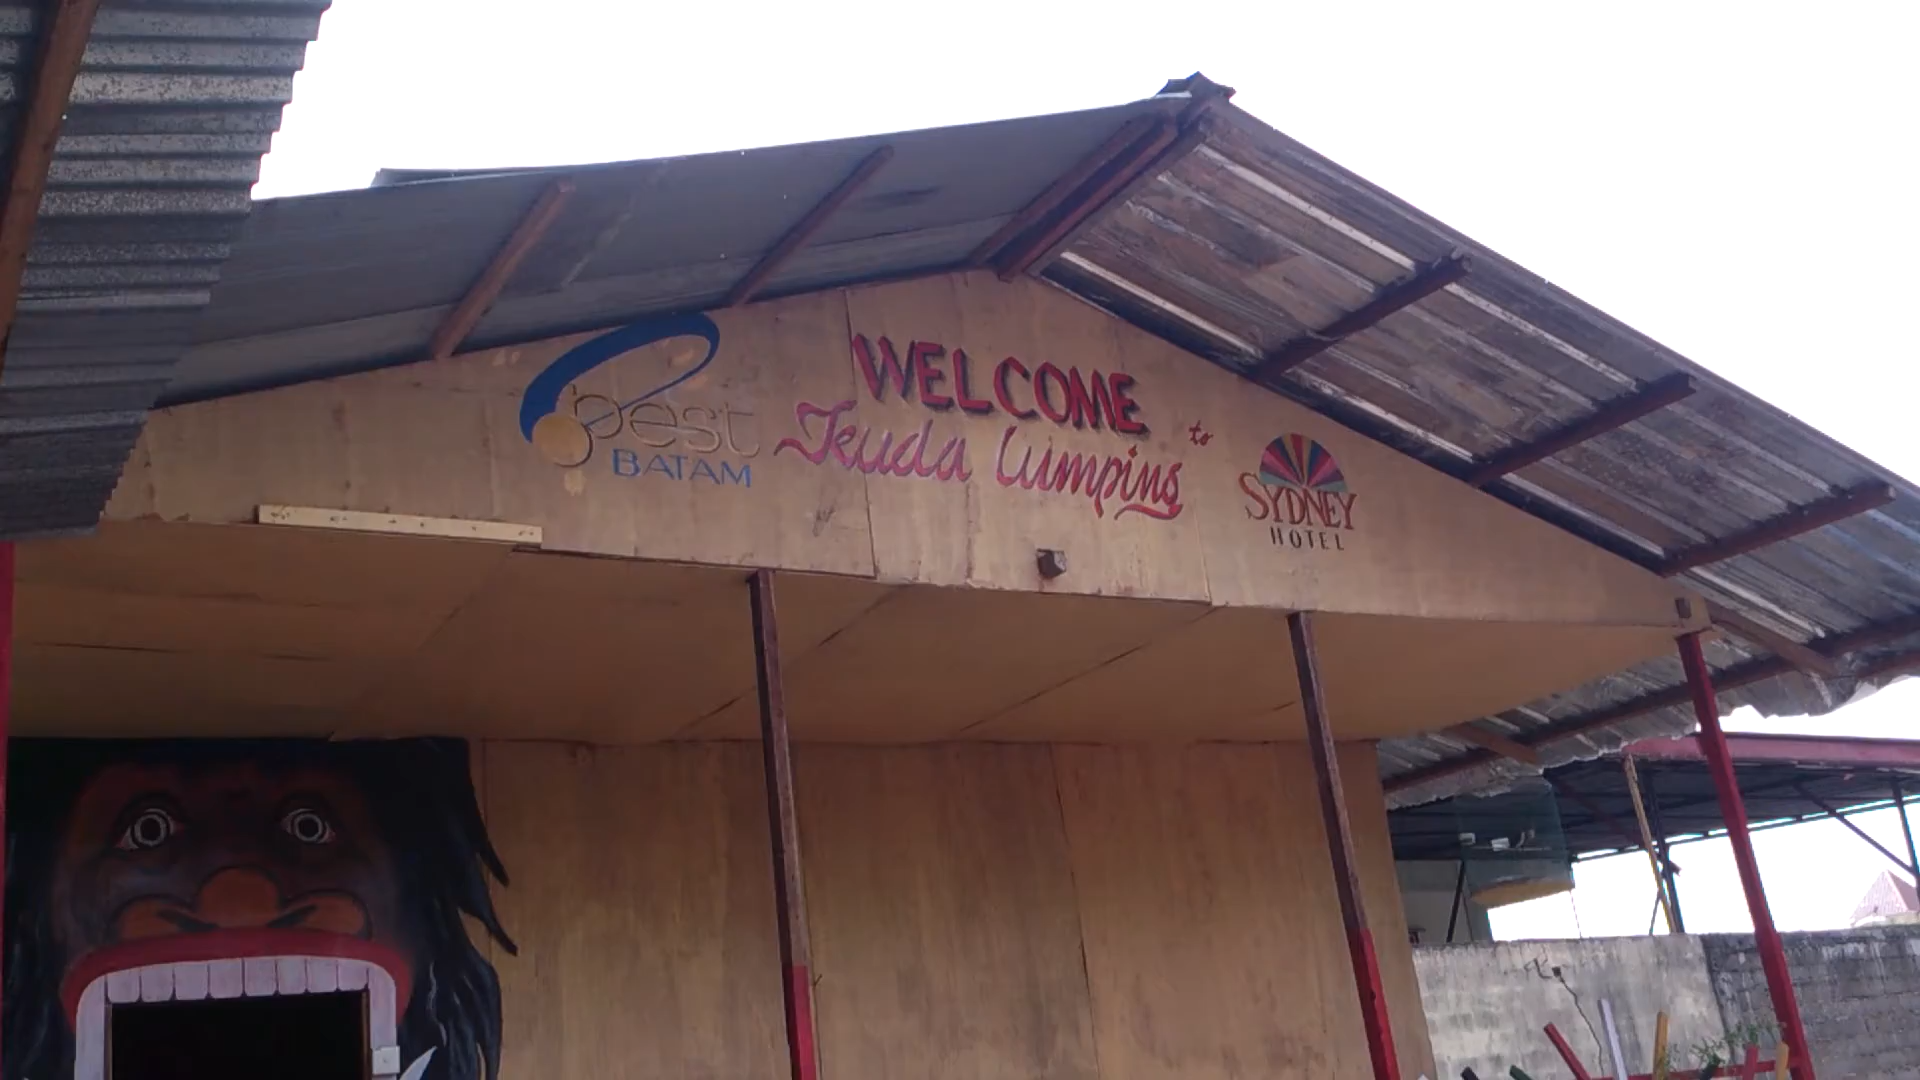 best
BATAM
WELCOME
to
Kuda Lumping
SYDNEY
HOTEL